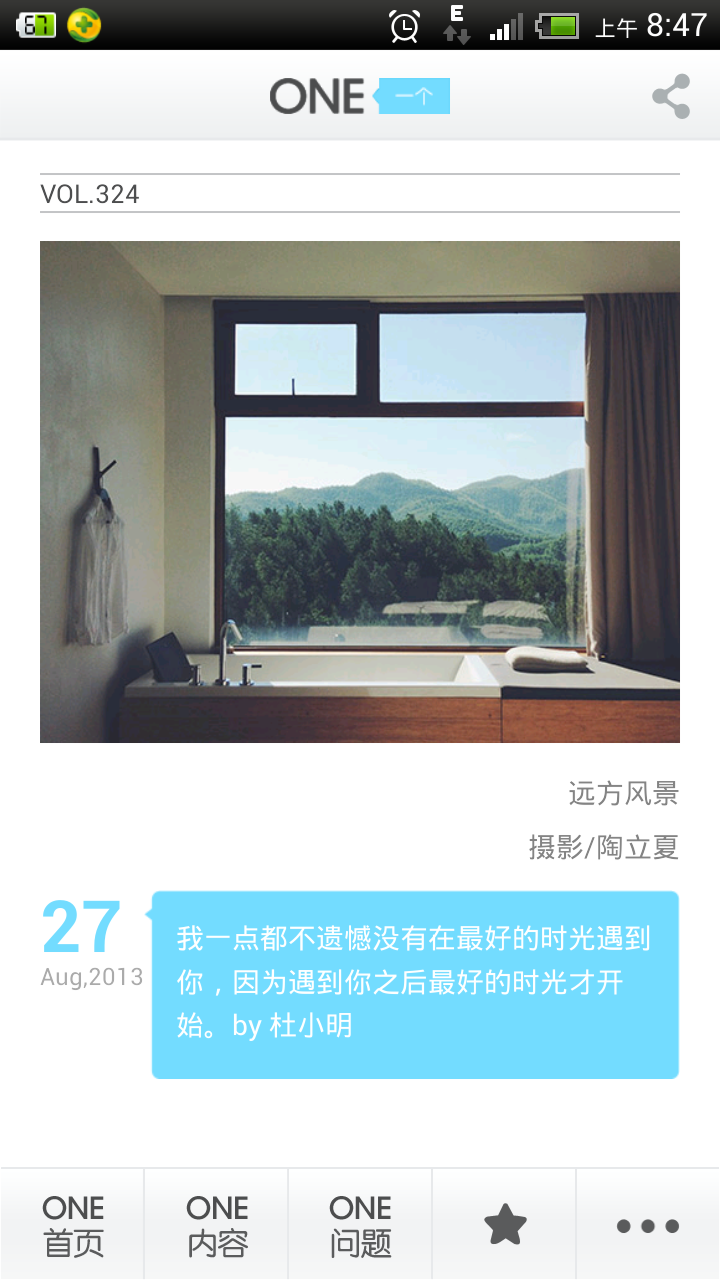 67
E
上午 8:47
ONE 一个
VOL.324
远方风景
摄影/陶立夏
27
Aug,2013
我一点都不遗憾没有在最好的时光遇到
你，因为遇到你之后最好的时光才开
始。by 杜小明
ONE
首页
ONE
内容
ONE
问题